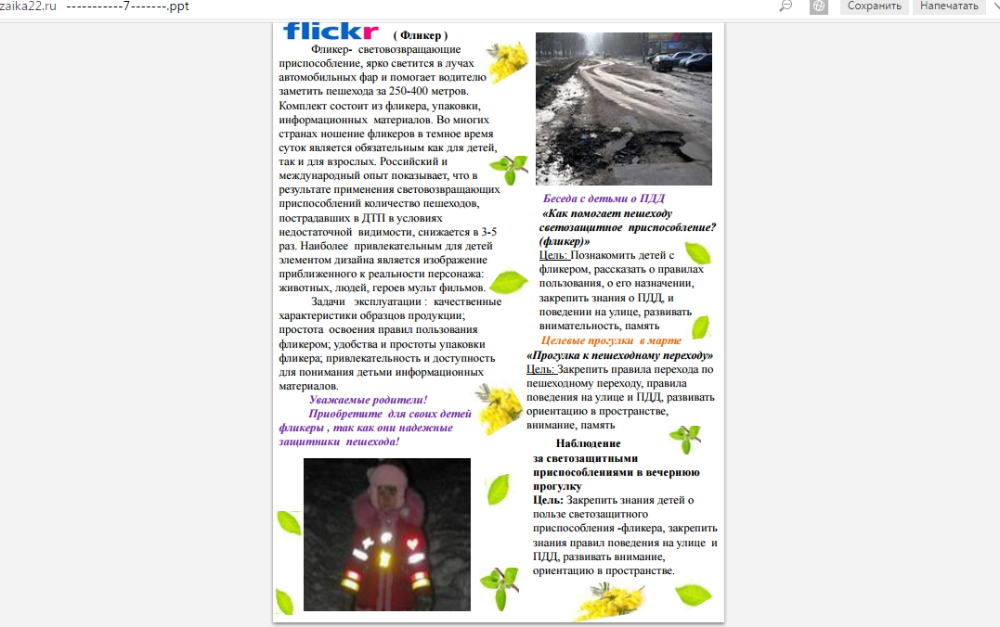 zaika22.ru -----------7-------.ppt
Сохранить
Напечатать
flickr ( Фликер )
Фликер- световозвращающие
приспособление, ярко светится в лучах
автомобильных фар и помогает водителю
заметить пешехода за 250-400 метров.
Комплект состоит из фликера, упаковки,
информационных материалов. Во многих
странах ношение фликеров в темное время
суток является обязательным как для детей,
так и для взрослых. Российский и
международный опыт показывает, что в
результате применения световозвращающих
приспособлений количество пешеходов,
пострадавших в ДТП в условиях
недостаточной видимости, снижается в 3-5
раз. Наиболее привлекательным для детей
элементом дизайна является изображение
приближенного к реальности персонажа:
животных, людей, героев мульт фильмов.
Задачи эксплуатации : качественные
характеристики образцов продукции;
простота освоения правил пользования
фликером; удобства и простоты упаковки
фликера; привлекательность и доступность
для понимания детьми информационных
материалов.
Уважаемые родители!
Приобретите для своих детей
фликеры , так как они надежные
защитники пешехода!
Беседа с детьми о ПДД
«Как помогает пешеходу
светозащитное приспособление?
(фликер)»
Цель: Познакомить детей с
фликером, рассказать о правилах
пользования, о его назначении,
закрепить знания о ПДД, и
поведении на улице, развивать
внимательность, память
Целевые прогулки в марте
«Прогулка к пешеходному переходу»
Цель: Закрепить правила перехода по
пешеходному переходу, правила
поведения на улице и ПДД, развивать
ориентацию в пространстве,
внимание, память
Наблюдение
за светозащитными
приспособлениями в вечернюю
прогулку
Цель: Закрепить знания детей о
пользе светозащитного
приспособления -фликера, закрепить
знания правил поведения на улице и
ПДД, развивать внимание,
ориентацию в пространстве.